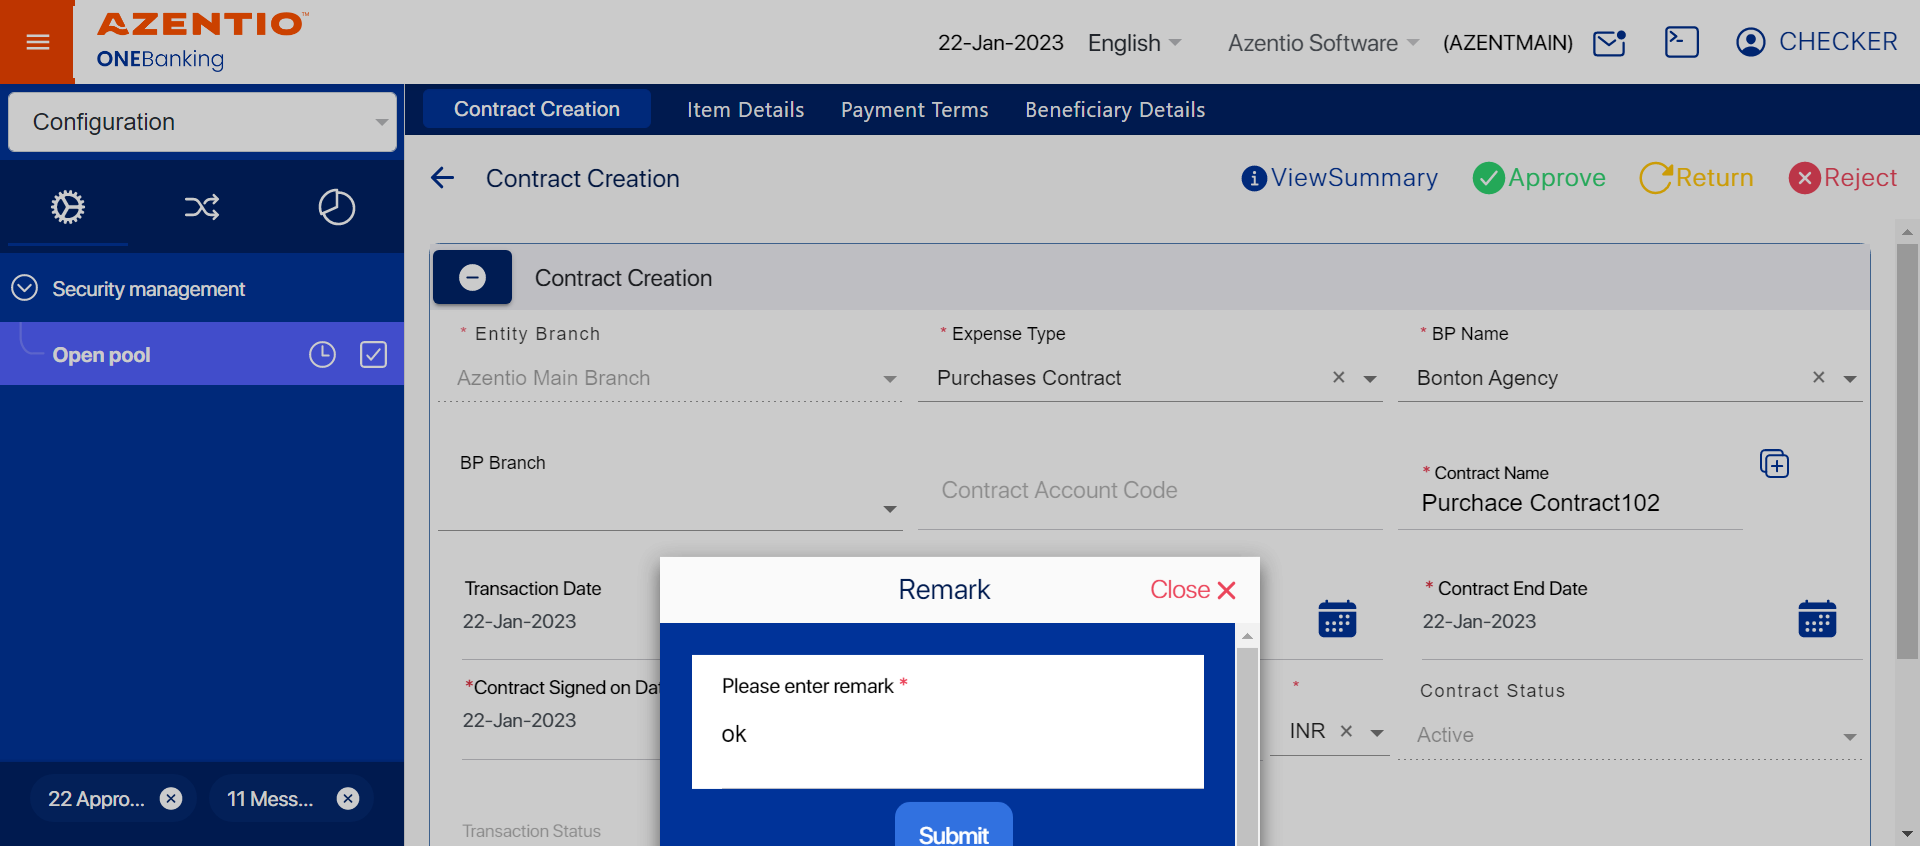 AZENTIO™
ONEBanking
22-Jan-2023 English Azentio Software (AZENTMAIN) CHECKER
Configuration
Contract Creation Item Details Payment Terms Beneficiary Details
Contract Creation
ViewSummary Approve Return Reject
Security management
Open pool
Contract Creation
* Entity Branch
Azentio Main Branch
* Expense Type
Purchases Contract
* BP Name
Bonton Agency
BP Branch
Contract Account Code
* Contract Name
Purchace Contract102
Transaction Date
22-Jan-2023
* Contract End Date
22-Jan-2023
*Contract Signed on Dat
22-Jan-2023
*
INR
Contract Status
Active
Transaction Status
Remark
Close
Please enter remark *
ok
Submit
22 Appro...
11 Mess...